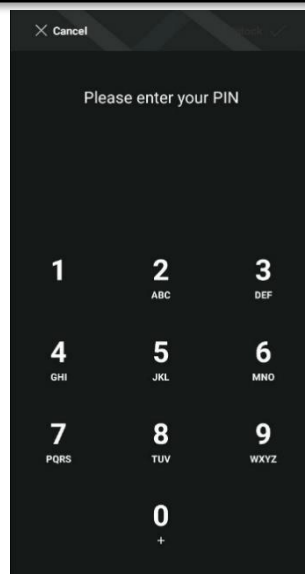 Cancel
Please enter your PIN
1 2 3
ABC DEF
4 5 6
GHI JKL MNO
7 8 9
PQRS TUV WXYZ
0
+